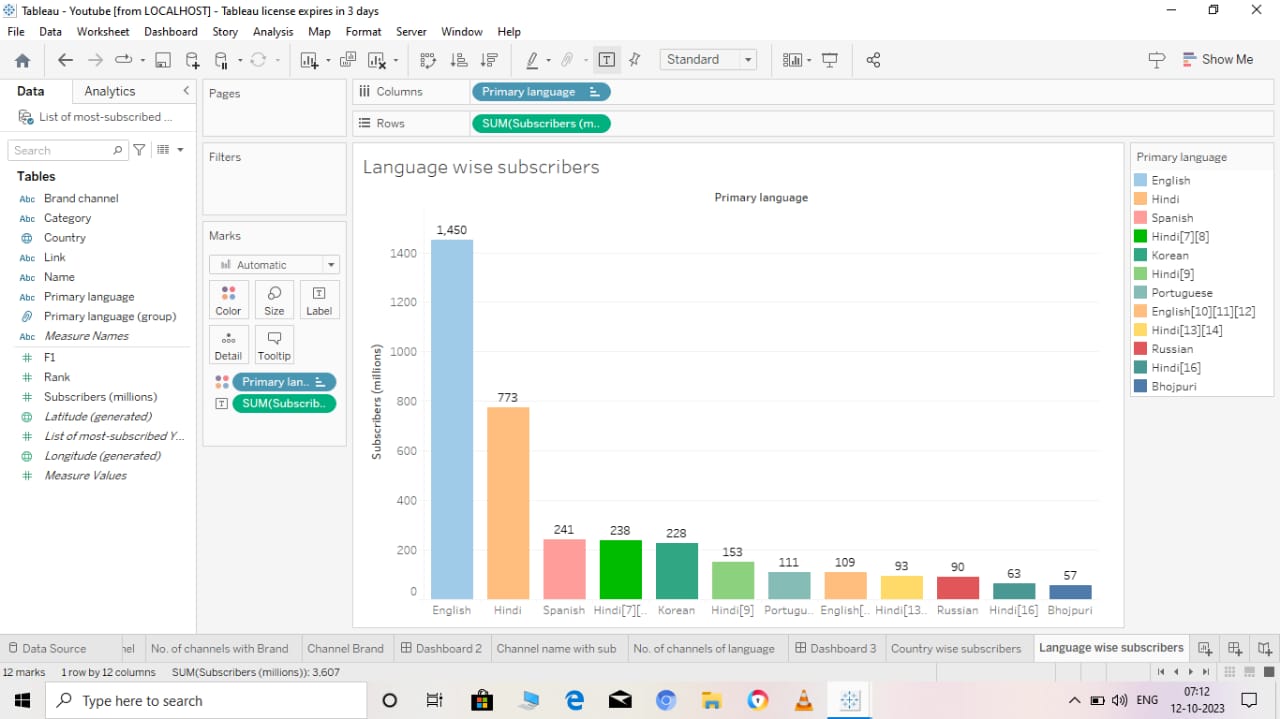 Tableau - Youtube [from LOCALHOST] - Tableau license expires in 3 days
File Data Worksheet Dashboard Story Analysis Map Format Server Window Help
Standard
Show Me
Data Analytics
List of most-subscribed ...
Search
Tables
Abc Brand channel
Abc Category
Country
Abc Link
Abc Name
Abc Primary language
Primary language (group)
Abc Measure Names
# F1
# Rank
# Subscribers (millions)
Latitude (generated)
# List of most-subscribed Y...
Longitude (generated)
# Measure Values
Pages
Filters
Marks
Automatic
Color Size Label
Detail Tooltip
Primary lan..
SUM(Subscrib..
Columns Primary language
Rows SUM(Subscribers (m..
Language wise subscribers
Primary language
Subscribers (millions)
1400
1200
1000
800
600
400
200
0
1,450
773
241
238
228
153
111
109
93
90
63
57
English Hindi Spanish Hindi[7][.. Korean Hindi[9] Portugu.. English[.. Hindi[13.. Russian Hindi[16] Bhojpuri
Primary language
English
Hindi
Spanish
Hindi[7][8]
Korean
Hindi[9]
Portuguese
English[10][11][12]
Hindi[13][14]
Russian
Hindi[16]
Bhojpuri
Data Source nel No. of channels with Brand Channel Brand Dashboard 2 Channel name with sub No. of channels of language Dashboard 3 Country wise subscribers Language wise subscribers
12 marks 1 row by 12 columns SUM(Subscribers (millions)): 3,607
Type here to search
ENG
07:12
12-10-2023